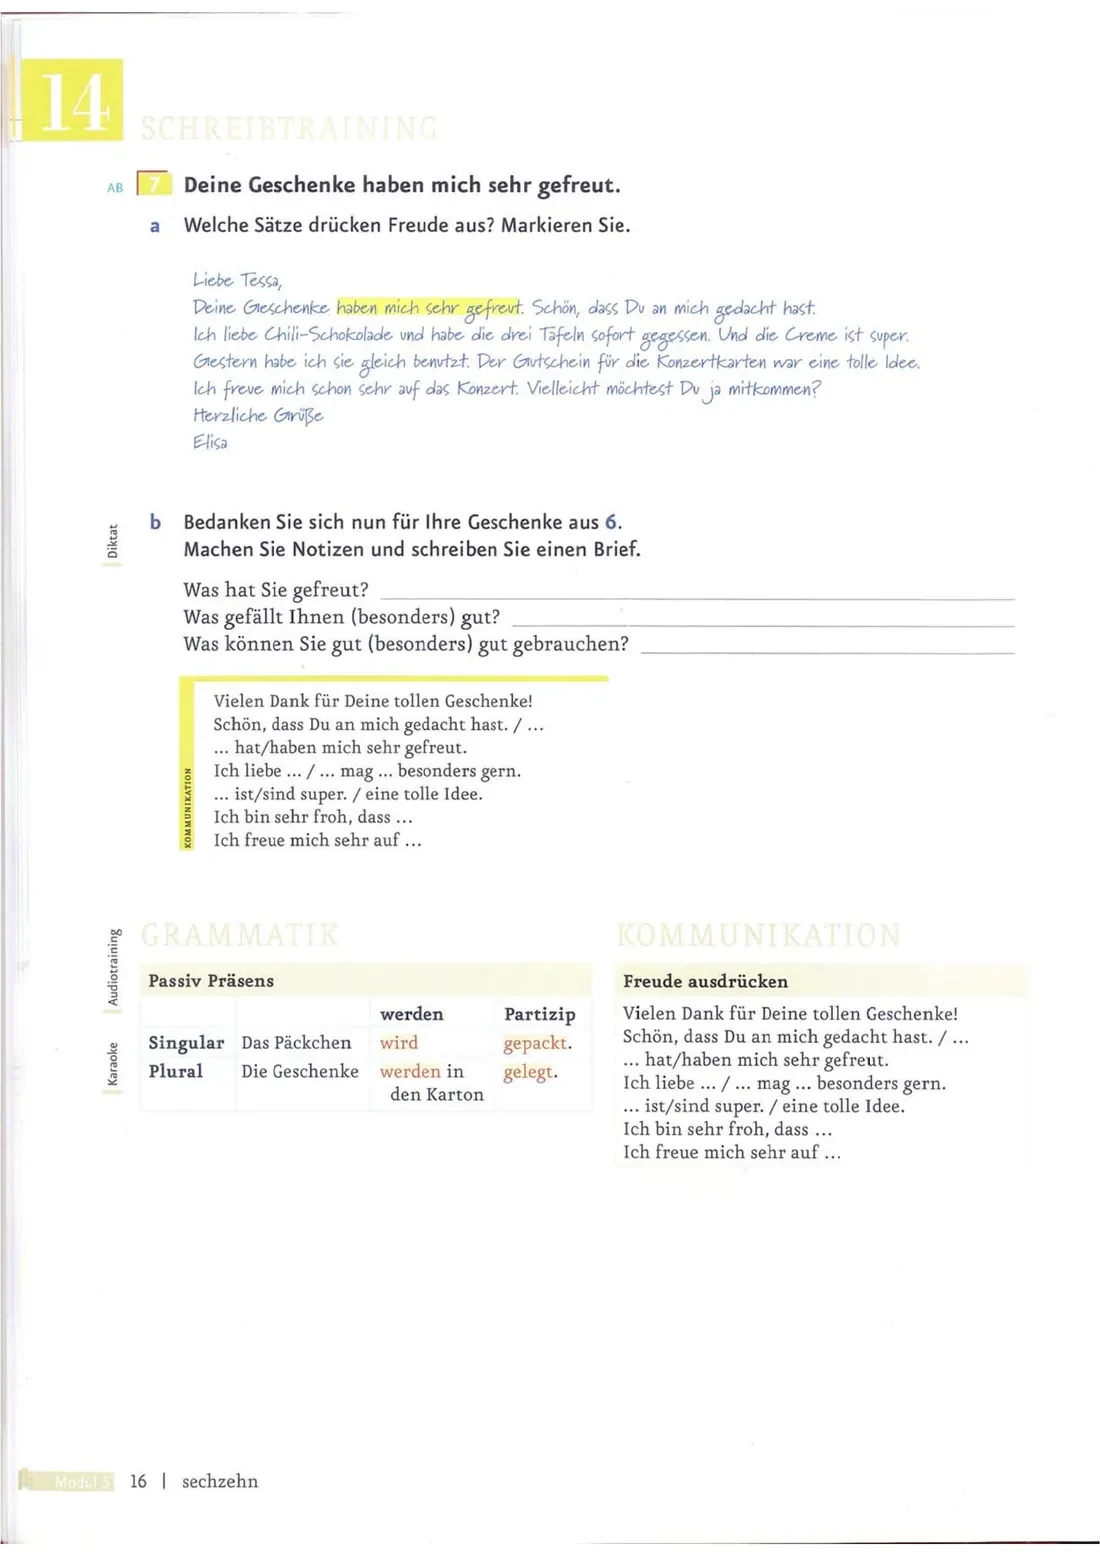 14
SCHREIBTRAINING
AB 7 Deine Geschenke haben mich sehr gefreut.
a Welche Sätze drücken Freude aus? Markieren Sie.
Liebe Tessa,
Deine Geschenke haben mich sehr gefreut. Schön, dass Du an mich gedacht hast.
Ich liebe Chili-Schokolade und habe die drei Tafeln sofort gegessen. Und die Creme ist super.
Gestern habe ich sie gleich benutzt. Der Gutschein für die Konzertkarten war eine tolle Idee.
Ich freue mich schon sehr auf das Konzert. Vielleicht möchtest Du ja mitkommen?
Herzliche Grüße
Elisa
Diktat
b Bedanken Sie sich nun für Ihre Geschenke aus 6.
Machen Sie Notizen und schreiben Sie einen Brief.
Was hat Sie gefreut?
Was gefällt Ihnen (besonders) gut?
Was können Sie gut (besonders) gut gebrauchen?
KOMMUNIKATION
Vielen Dank für Deine tollen Geschenke!
Schön, dass Du an mich gedacht hast. / ...
... hat/haben mich sehr gefreut.
Ich liebe ... / ... mag ... besonders gern.
... ist/sind super. / eine tolle Idee.
Ich bin sehr froh, dass ...
Ich freue mich sehr auf ...
Audiotraining
Karaoke
GRAMMATIK
Passiv Präsens
werden Partizip
Singular Das Päckchen wird gepackt.
Plural Die Geschenke werden in gelegt.
den Karton
KOMMUNIKATION
Freude ausdrücken
Vielen Dank für Deine tollen Geschenke!
Schön, dass Du an mich gedacht hast. / ...
... hat/haben mich sehr gefreut.
Ich liebe ... / ... mag ... besonders gern.
... ist/sind super. / eine tolle Idee.
Ich bin sehr froh, dass ...
Ich freue mich sehr auf ...
Modul 5 16 | sechzehn